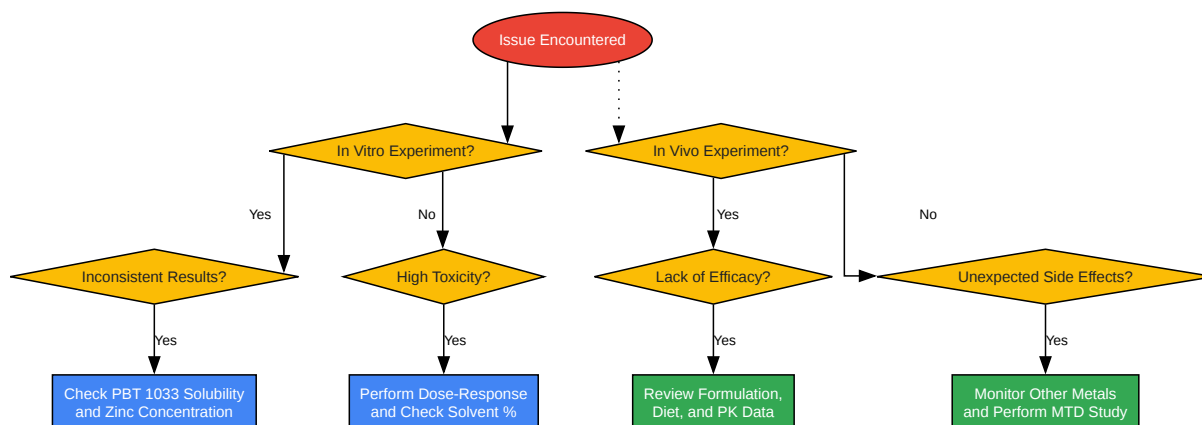 Issue Encountered
In Vitro Experiment?
In Vivo Experiment?
Yes
No
Yes
No
Inconsistent Results?
High Toxicity?
Lack of Efficacy?
Unexpected Side Effects?
Yes
Yes
Yes
Yes
Check PBT 1033 Solubility
and Zinc Concentration
Perform Dose-Response
and Check Solvent %
Review Formulation,
Diet, and PK Data
Monitor Other Metals
and Perform MTD Study